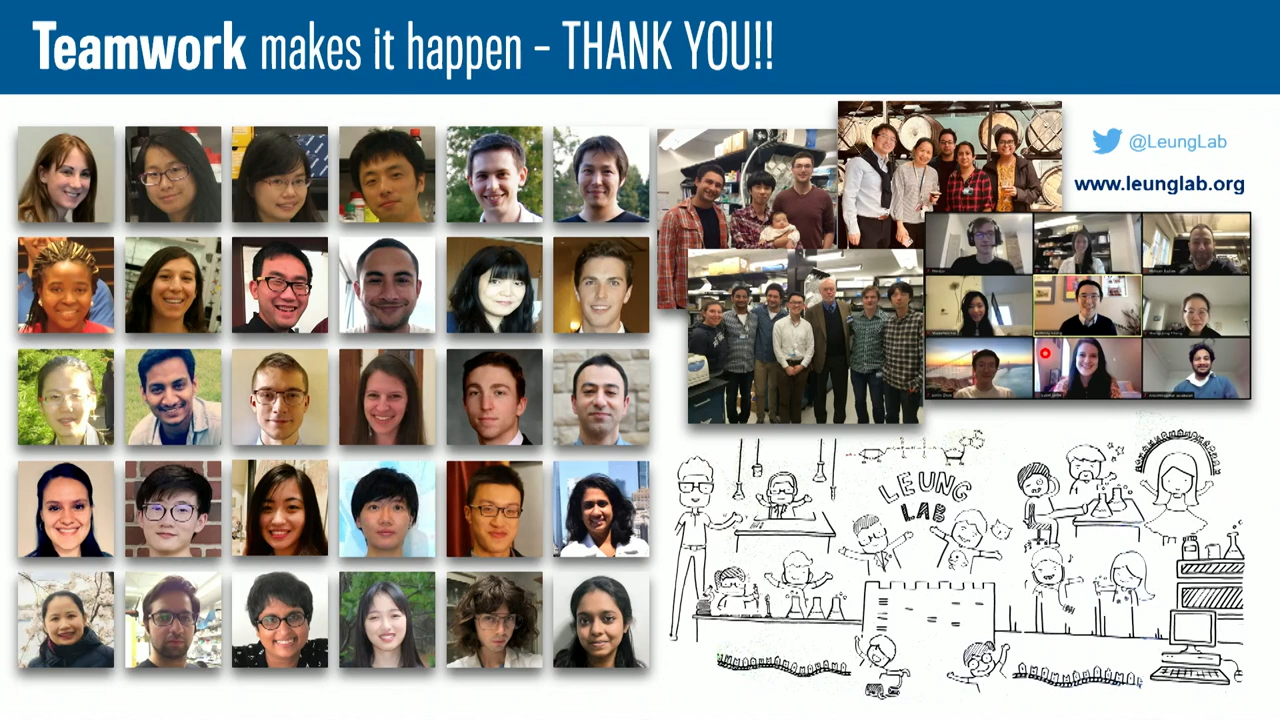 Teamwork makes it happen – THANK YOU!!
@LeungLab
www.leunglab.org
LEUNG
LAB